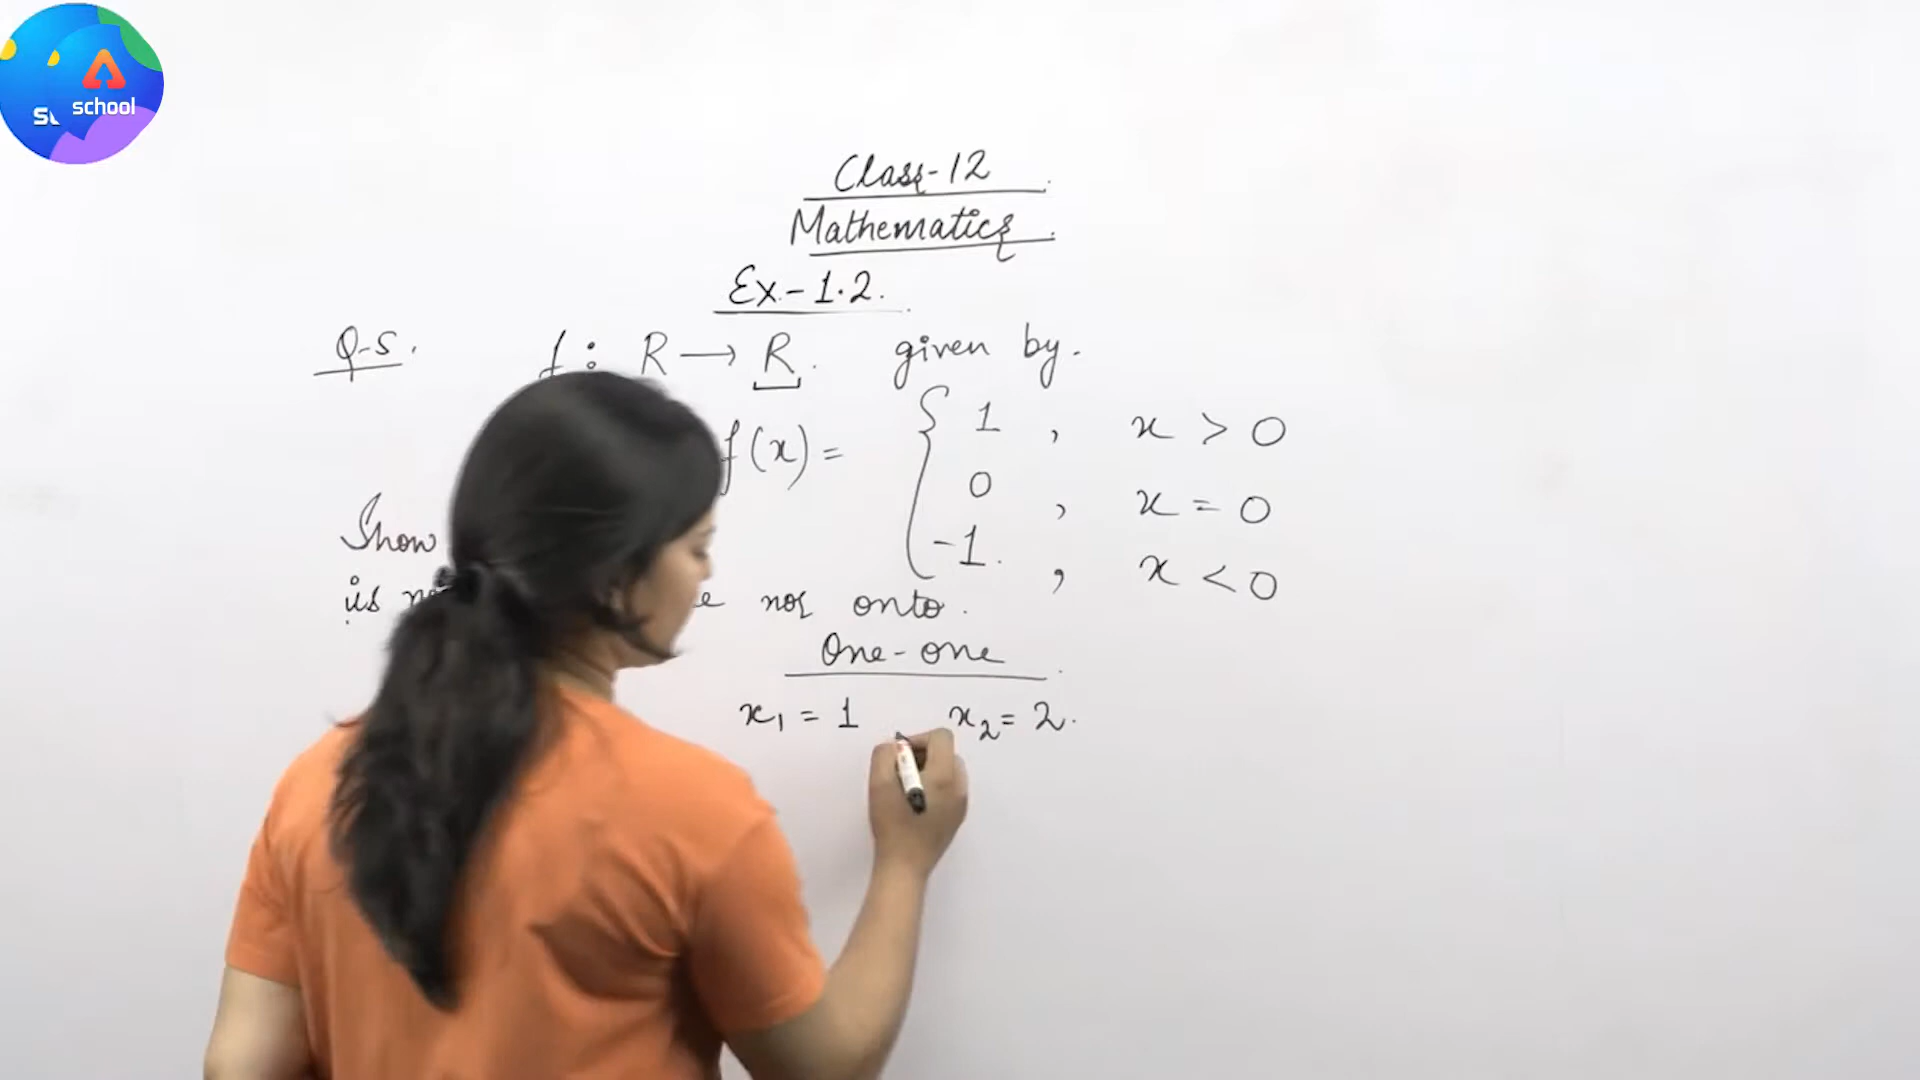 school
Class-12
Mathematics
Ex-1.2.
Q-5. f : R → R. given by.
f(x) = { 1 , x > 0
0 , x = 0
-1. , x < 0
Show
is nor onto.
One-one
x₁ = 1 x₂ = 2.